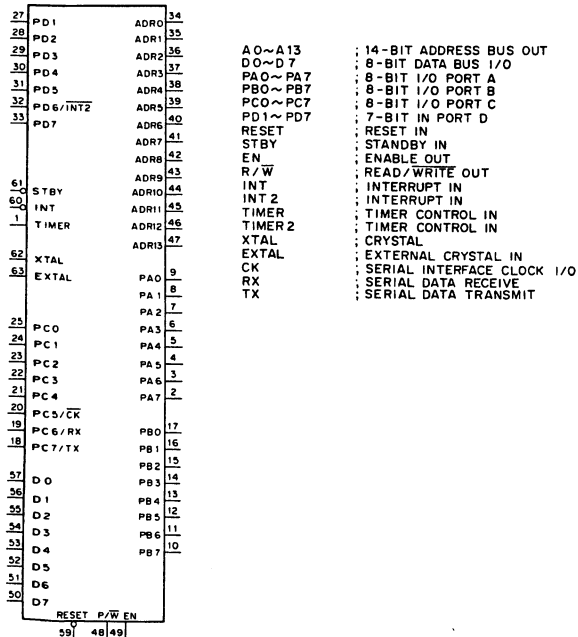 27 PD1 ADR0 34
28 PD2 ADR1 35
29 PD3 ADR2 36
30 PD4 ADR3 37
31 PD5 ADR4 38
32 PD6/INT2 ADR5 39
33 PD7 ADR6 40
ADR7 41
ADR8 42
ADR9 43
61 STBY ADR10 44
60 INT ADR11 45
1 TIMER ADR12 46
ADR13 47
62 XTAL
63 EXTAL PA0 9
PA1 8
PA2 7
25 PC0 PA3 6
24 PC1 PA4 5
23 PC2 PA5 4
22 PC3 PA6 3
21 PC4 PA7 2
20 PC5/CK
19 PC6/RX PB0 17
18 PC7/TX PB1 16
PB2 15
57 D0 PB3 14
56 D1 PB4 13
55 D2 PB5 12
54 D3 PB6 11
53 D4 PB7 10
52 D5
51 D6
50 D7
RESET P/W EN
59 48 49
A0~A13 ; 14-BIT ADDRESS BUS OUT
D0~D7 ; 8-BIT DATA BUS I/O
PA0~PA7 ; 8-BIT I/O PORT A
PB0~PB7 ; 8-BIT I/O PORT B
PC0~PC7 ; 8-BIT I/O PORT C
PD1~PD7 ; 7-BIT IN PORT D
RESET ; RESET IN
STBY ; STANDBY IN
EN ; ENABLE OUT
R/W ; READ/WRITE OUT
INT ; INTERRUPT IN
INT2 ; INTERRUPT IN
TIMER ; TIMER CONTROL IN
TIMER2 ; TIMER CONTROL IN
XTAL ; CRYSTAL
EXTAL ; EXTERNAL CRYSTAL IN
CK ; SERIAL INTERFACE CLOCK I/O
RX ; SERIAL DATA RECEIVE
TX ; SERIAL DATA TRANSMIT